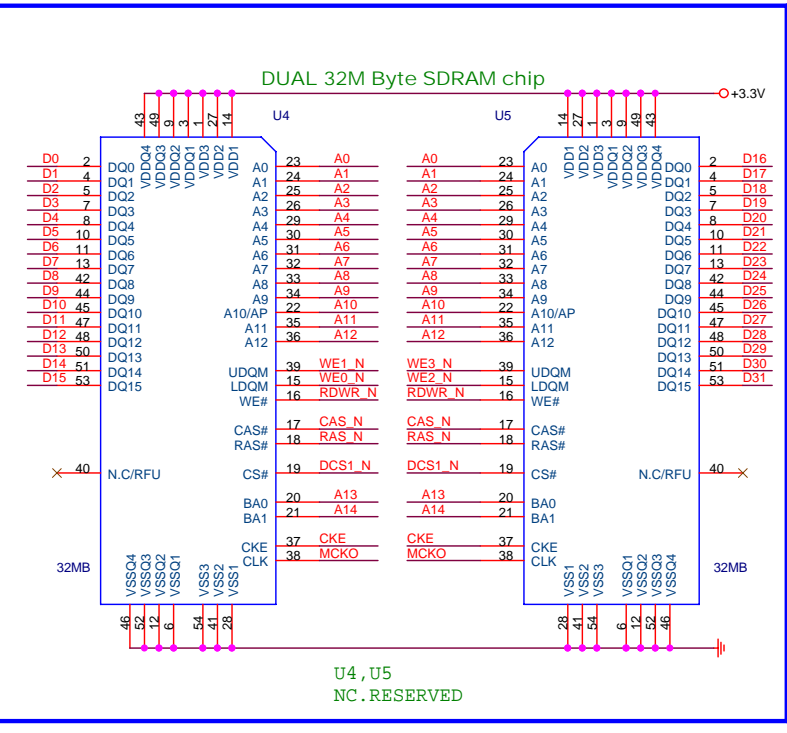 DUAL 32M Byte SDRAM chip
+3.3V
U4 U5
43 49 9 3 1 27 14 14 27 1 3 9 49 43
VDDQ4 VDDQ3 VDDQ2 VDDQ1 VDD3 VDD2 VDD1 VDD1 VDD2 VDD3 VDDQ1 VDDQ2 VDDQ3 VDDQ4
D0 2 DQ0 A0 23 A0 A0 23 A0 DQ0 2 D16
D1 4 DQ1 A1 24 A1 A1 24 A1 DQ1 4 D17
D2 5 DQ2 A2 25 A2 A2 25 A2 DQ2 5 D18
D3 7 DQ3 A3 26 A3 A3 26 A3 DQ3 7 D19
D4 8 DQ4 A4 29 A4 A4 29 A4 DQ4 8 D20
D5 10 DQ5 A5 30 A5 A5 30 A5 DQ5 10 D21
D6 11 DQ6 A6 31 A6 A6 31 A6 DQ6 11 D22
D7 13 DQ7 A7 32 A7 A7 32 A7 DQ7 13 D23
D8 42 DQ8 A8 33 A8 A8 33 A8 DQ8 42 D24
D9 44 DQ9 A9 34 A9 A9 34 A9 DQ9 44 D25
D10 45 DQ10 A10/AP 22 A10 A10 22 A10/AP DQ10 45 D26
D11 47 DQ11 A11 35 A11 A11 35 A11 DQ11 47 D27
D12 48 DQ12 A12 36 A12 A12 36 A12 DQ12 48 D28
D13 50 DQ13 DQ13 50 D29
D14 51 DQ14 UDQM 39 WE1_N WE3_N 39 UDQM DQ14 51 D30
D15 53 DQ15 LDQM 15 WE0_N WE2_N 15 LDQM DQ15 53 D31
WE# 16 RDWR_N RDWR_N 16 WE#
CAS# 17 CAS_N CAS_N 17 CAS#
RAS# 18 RAS_N RAS_N 18 RAS#
40 N.C/RFU CS# 19 DCS1_N DCS1_N 19 CS# N.C/RFU 40
BA0 20 A13 A13 20 BA0
BA1 21 A14 A14 21 BA1
CKE 37 CKE CKE 37 CKE
CLK 38 MCKO MCKO 38 CLK
32MB 32MB
VSSQ4 VSSQ3 VSSQ2 VSSQ1 VSS3 VSS2 VSS1 VSS1 VSS2 VSS3 VSSQ1 VSSQ2 VSSQ3 VSSQ4
46 52 12 6 54 41 28 28 41 54 6 12 52 46
U4,U5
NC.RESERVED